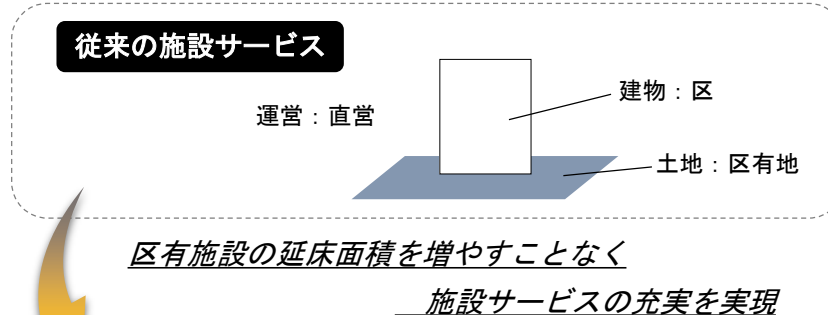 従来の施設サービス
建物：区
運営：直営
土地：区有地
区有施設の延床面積を増やすことなく
施設サービスの充実を実現